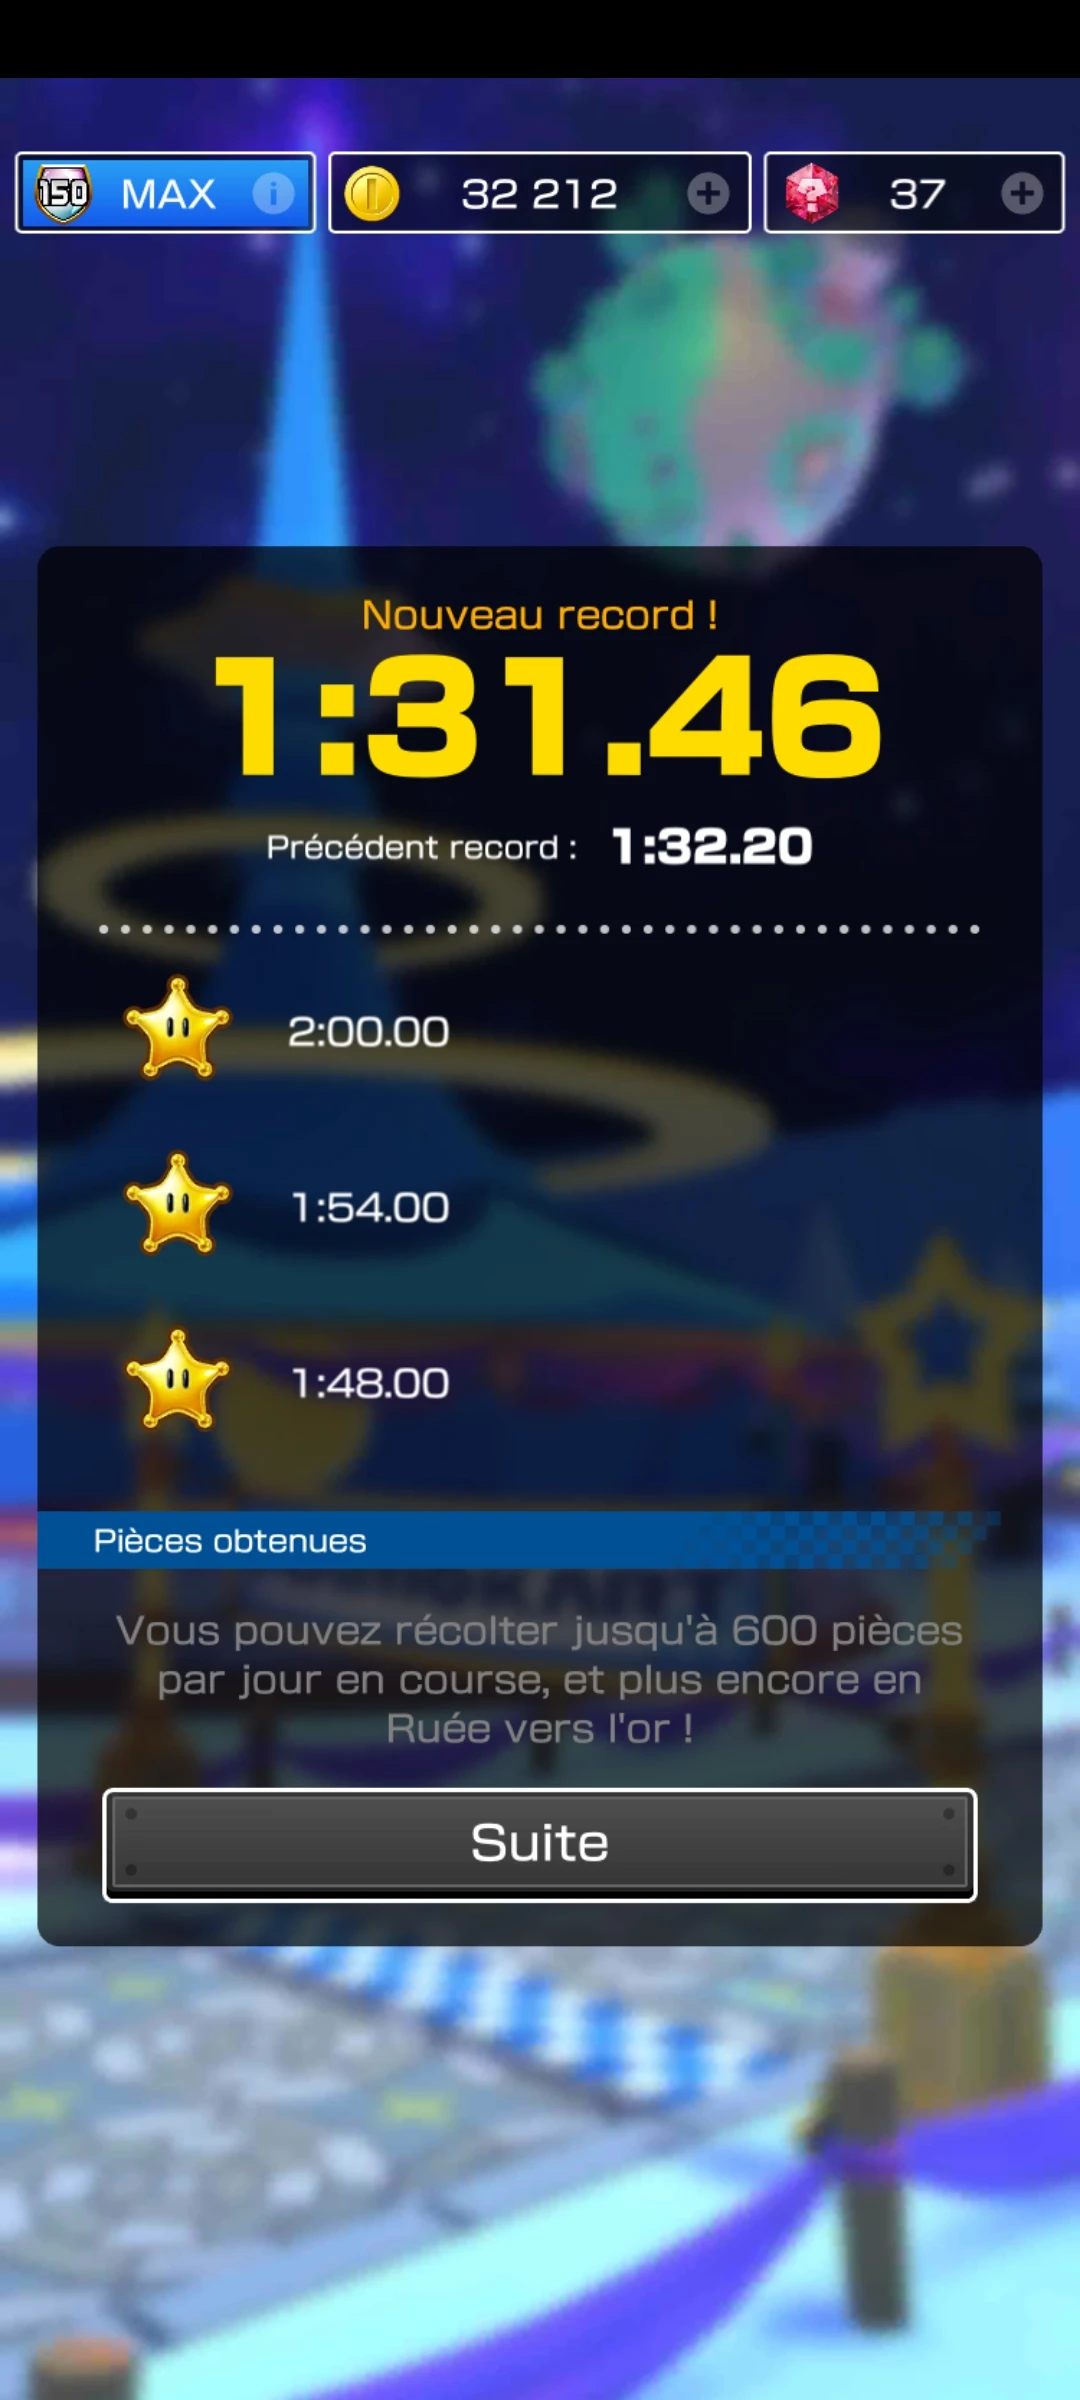 150 MAX i 32 212 + ? 37 +
Nouveau record !
1:31.46
Précédent record : 1:32.20
2:00.00
1:54.00
1:48.00
Pièces obtenues
Vous pouvez récolter jusqu'à 600 pièces
par jour en course, et plus encore en
Ruée vers l'or !
Suite